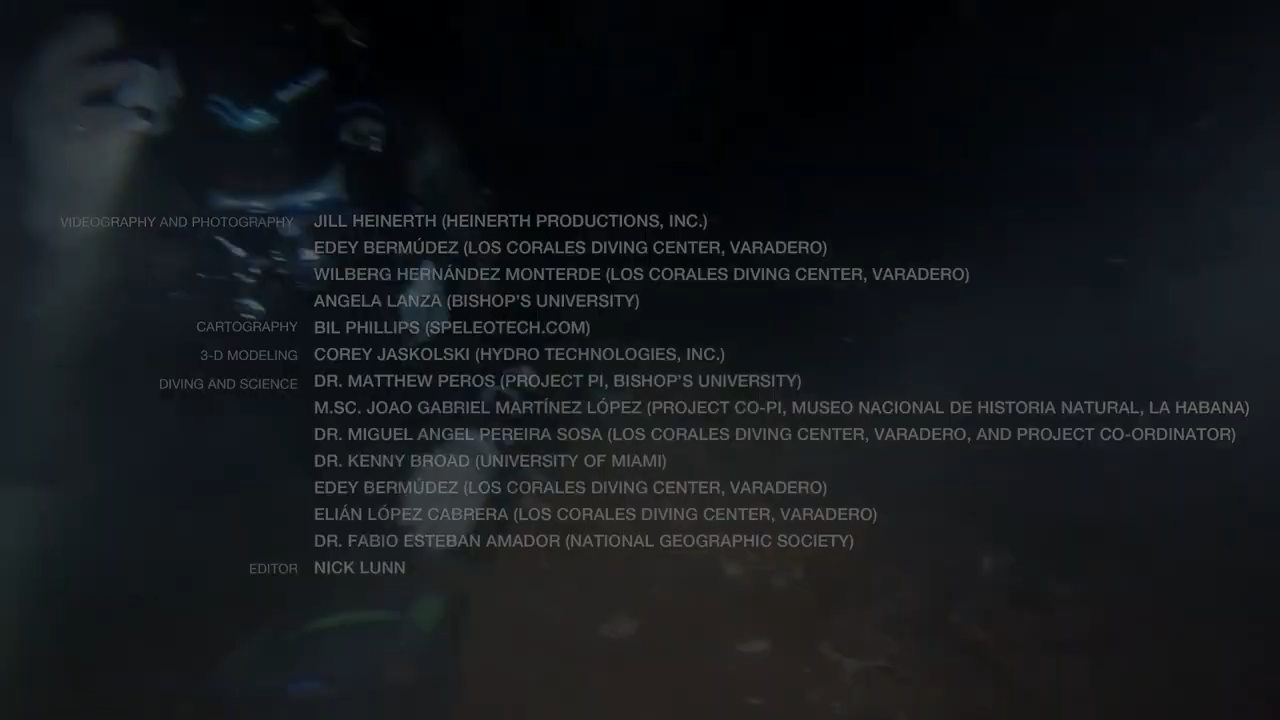 VIDEOGRAPHY AND PHOTOGRAPHY JILL HEINERTH (HEINERTH PRODUCTIONS, INC.)
EDEY BERMÚDEZ (LOS CORALES DIVING CENTER, VARADERO)
WILBERG HERNÁNDEZ MONTERDE (LOS CORALES DIVING CENTER, VARADERO)
ANGELA LANZA (BISHOP'S UNIVERSITY)
CARTOGRAPHY BIL PHILLIPS (SPELEOTECH.COM)
3-D MODELING COREY JASKOLSKI (HYDRO TECHNOLOGIES, INC.)
DIVING AND SCIENCE DR. MATTHEW PEROS (PROJECT PI, BISHOP'S UNIVERSITY)
M.SC. JOAO GABRIEL MARTÍNEZ LÓPEZ (PROJECT CO-PI, MUSEO NACIONAL DE HISTORIA NATURAL, LA HABANA)
DR. MIGUEL ANGEL PEREIRA SOSA (LOS CORALES DIVING CENTER, VARADERO, AND PROJECT CO-ORDINATOR)
DR. KENNY BROAD (UNIVERSITY OF MIAMI)
EDEY BERMÚDEZ (LOS CORALES DIVING CENTER, VARADERO)
ELIÁN LÓPEZ CABRERA (LOS CORALES DIVING CENTER, VARADERO)
DR. FABIO ESTEBAN AMADOR (NATIONAL GEOGRAPHIC SOCIETY)
EDITOR NICK LUNN